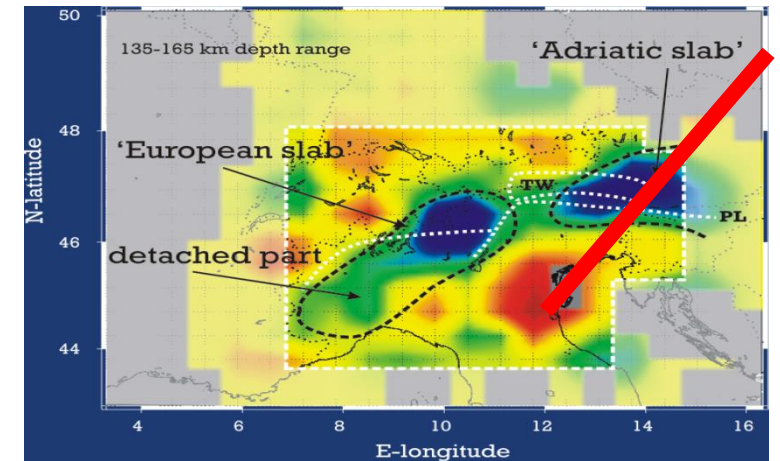 50
135-165 km depth range
'Adriatic slab'
48
'European slab'
TW
PL
46
detached part
44
N-latitude
4 6 8 10 12 14 16
E-longitude